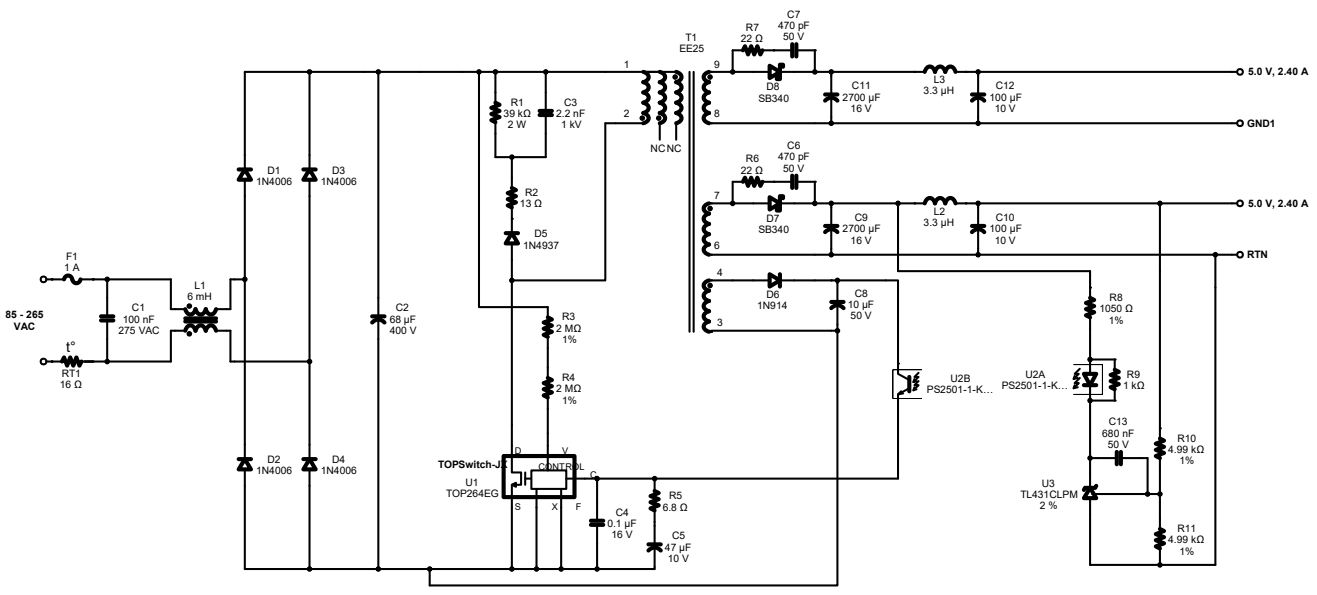 C7
470 pF
50 V
R7
22 Ω
T1
EE25
1
9
D8
SB340
C11
2700 µF
16 V
L3
3.3 µH
C12
100 µF
10 V
5.0 V, 2.40 A
R1
39 kΩ
2 W
C3
2.2 nF
1 kV
2
8
NC NC
GND1
C6
470 pF
50 V
R6
22 Ω
D1
1N4006
D3
1N4006
R2
13 Ω
7
D7
SB340
C9
2700 µF
16 V
L2
3.3 µH
C10
100 µF
10 V
5.0 V, 2.40 A
D5
1N4937
6
RTN
F1
1 A
L1
6 mH
4
D6
1N914
C8
10 µF
50 V
3
85 - 265
VAC
C1
100 nF
275 VAC
C2
68 µF
400 V
R3
2 MΩ
1%
R8
1050 Ω
1%
t°
RT1
16 Ω
R4
2 MΩ
1%
U2B
PS2501-1-K...
U2A
PS2501-1-K...
R9
1 kΩ
C13
680 nF
50 V
R10
4.99 kΩ
1%
D2
1N4006
D4
1N4006
D
V
TOPSwitch-JX
CONTROL
C
U1
TOP264EG
S
X
F
C4
0.1 µF
16 V
R5
6.8 Ω
C5
47 µF
10 V
U3
TL431CLPM
2 %
R11
4.99 kΩ
1%